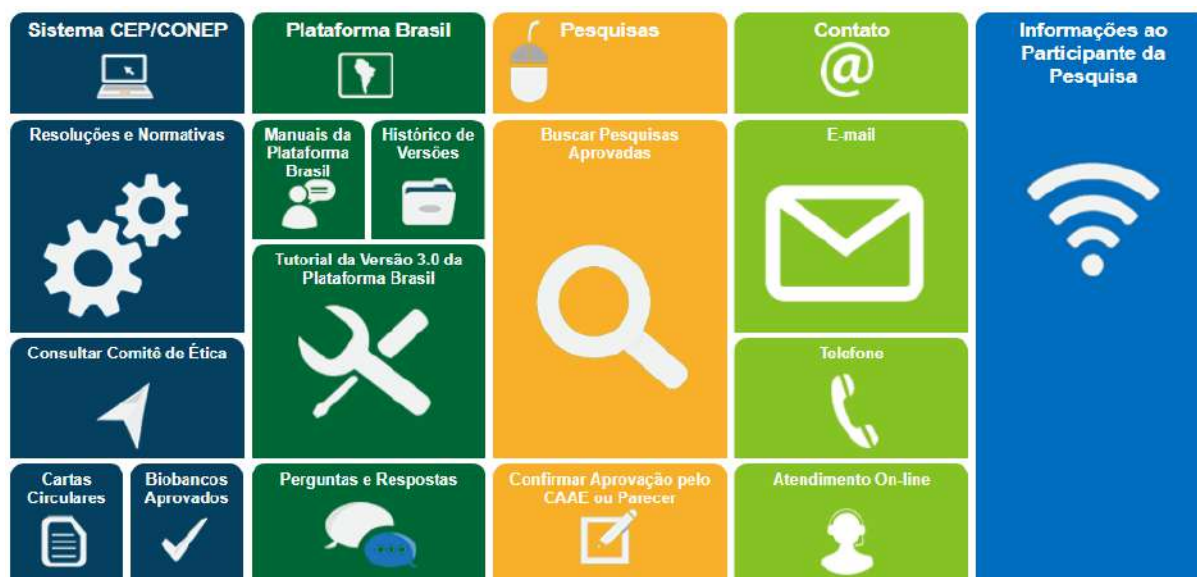 Sistema CEP/CONEP
Resoluções e Normativas
Consultar Comitê de Ética
Cartas
Circulares
Biobancos
Aprovados
Plataforma Brasil
Manuais da
Plataforma
Brasil
Histórico de
Versões
Tutorial da Versão 3.0 da
Plataforma Brasil
Perguntas e Respostas
Pesquisas
Buscar Pesquisas
Aprovadas
Confirmar Aprovação pelo
CAAE ou Parecer
Contato
@
E-mail
Telefone
Atendimento On-line
Informações ao
Participante da
Pesquisa